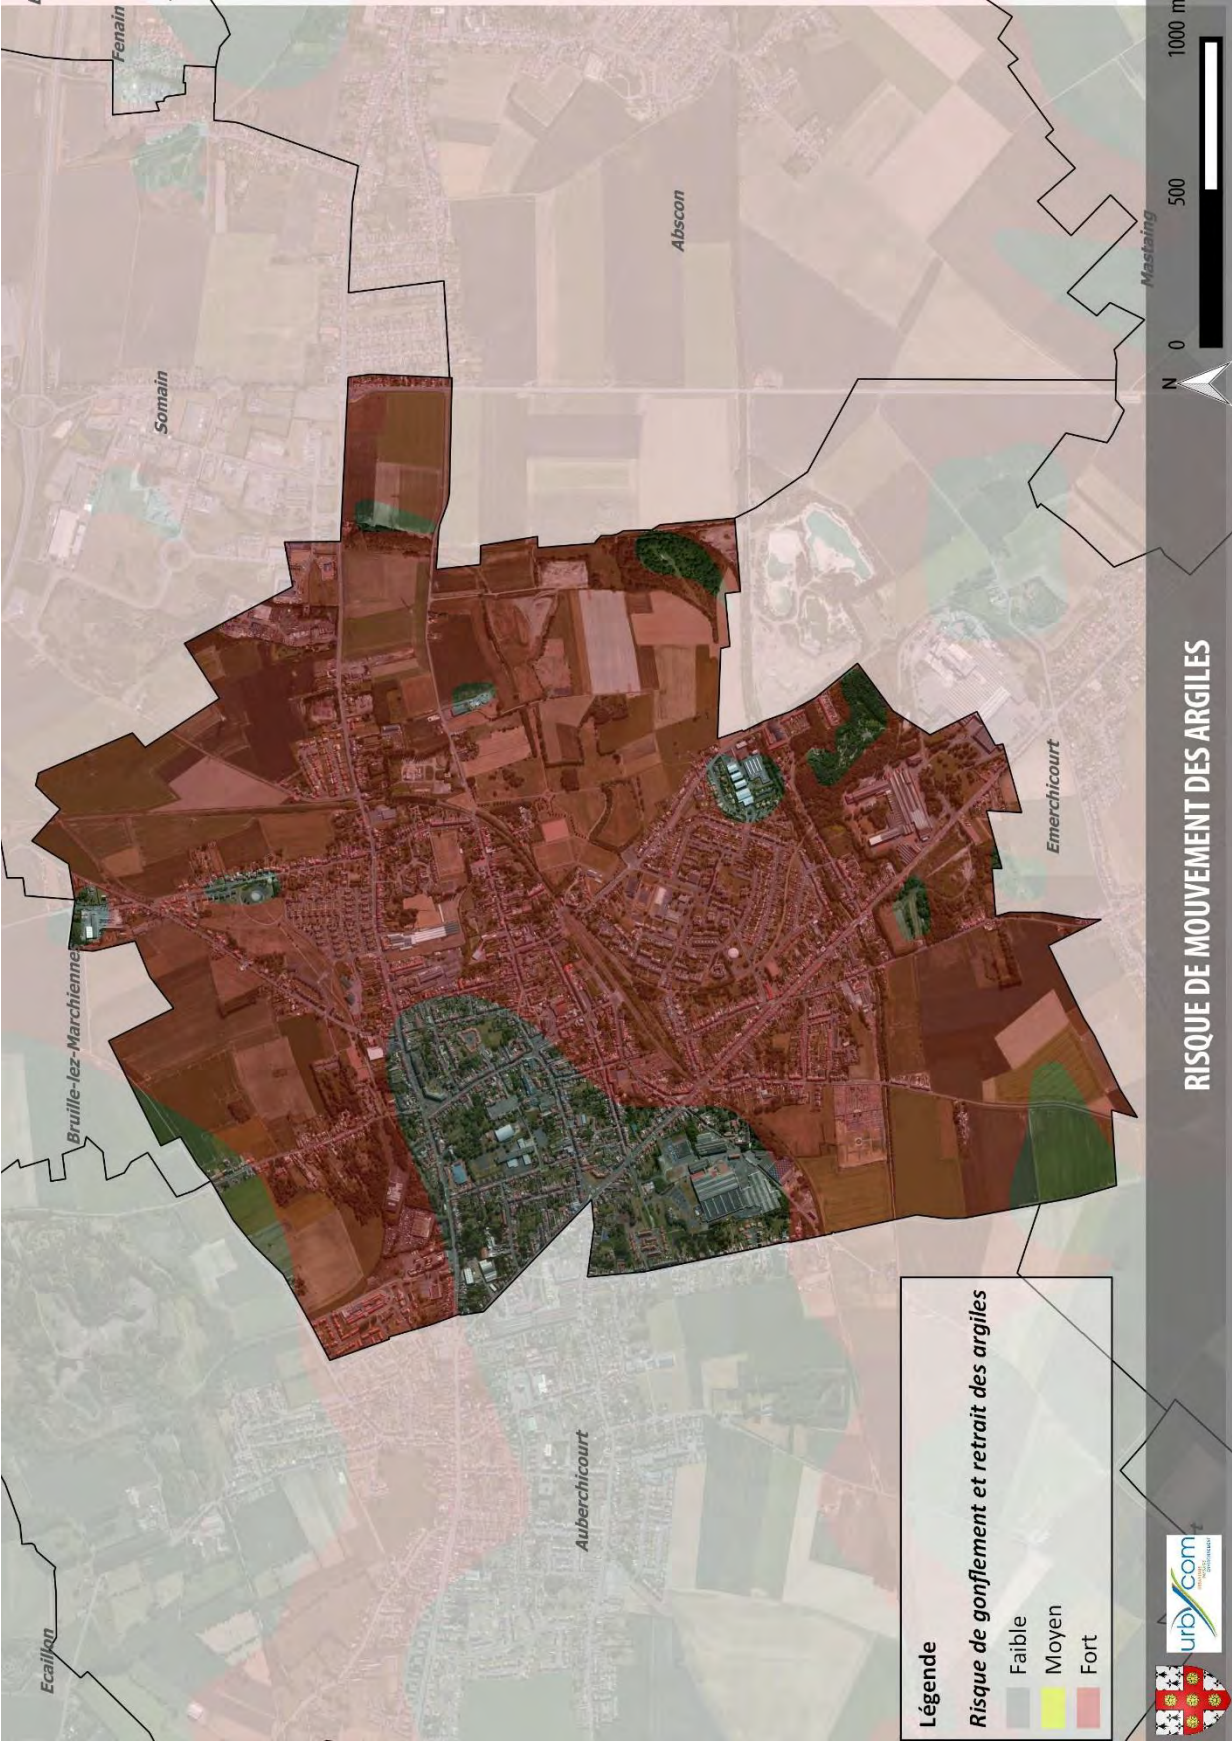 Fenain
Somain
Abscon
Mastaing
Bruille-lez-Marchienne
Emerchicourt
Ecaillon
Auberchicourt
Légende
Risque de gonflement et retrait des argiles
Faible
Moyen
Fort
RISQUE DE MOUVEMENT DES ARGILES
N
0 500 1000 m
urbycom